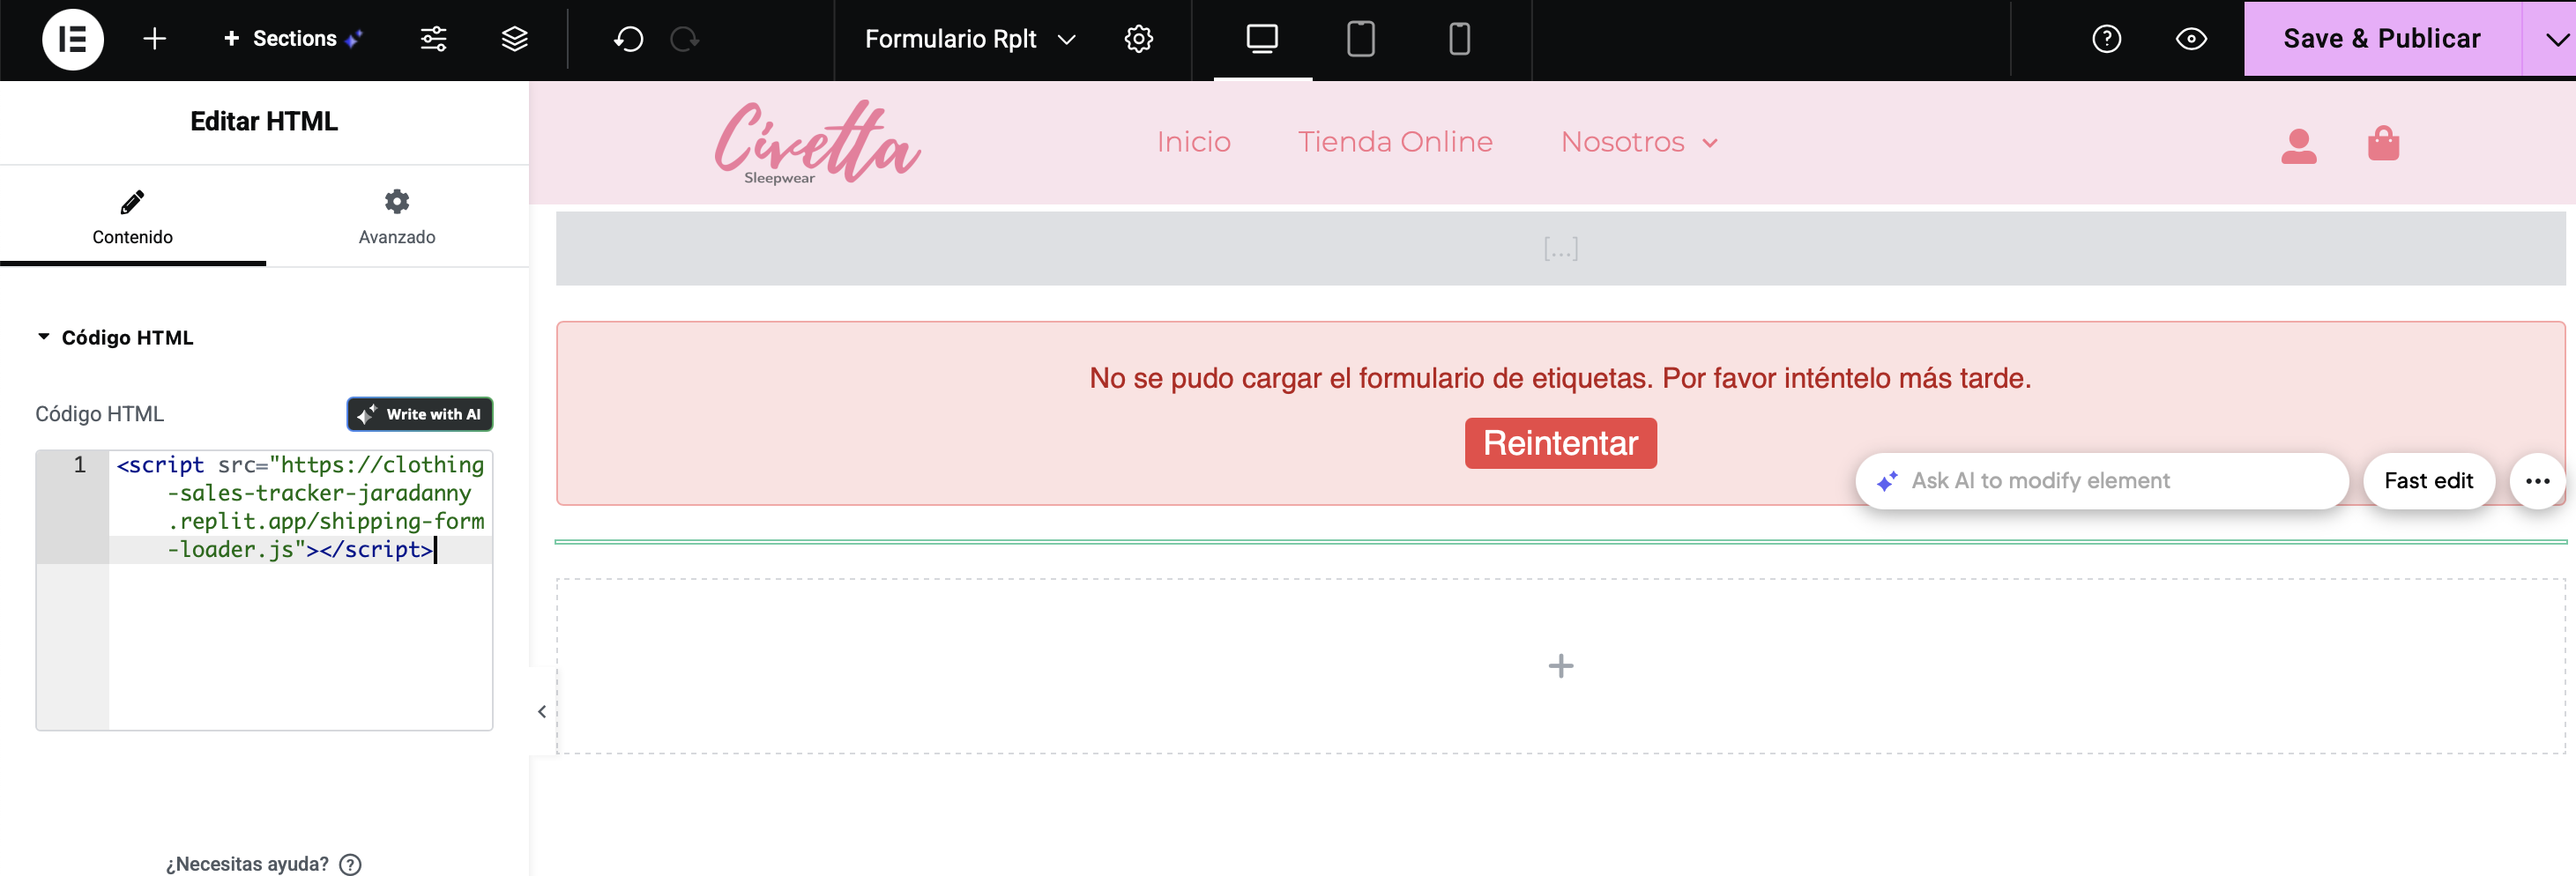 + Sections
Formulario Rplt
Save & Publicar
Editar HTML
Contenido
Avanzado
Código HTML
Código HTML
Write with AI
1
<script src="https://clothing
-sales-tracker-jaradanny
.replit.app/shipping-form
-loader.js"></script>
¿Necesitas ayuda? ?
Civetta
Sleepwear
Inicio
Tienda Online
Nosotros
[...]
No se pudo cargar el formulario de etiquetas. Por favor inténtelo más tarde.
Reintentar
Ask AI to modify element
Fast edit